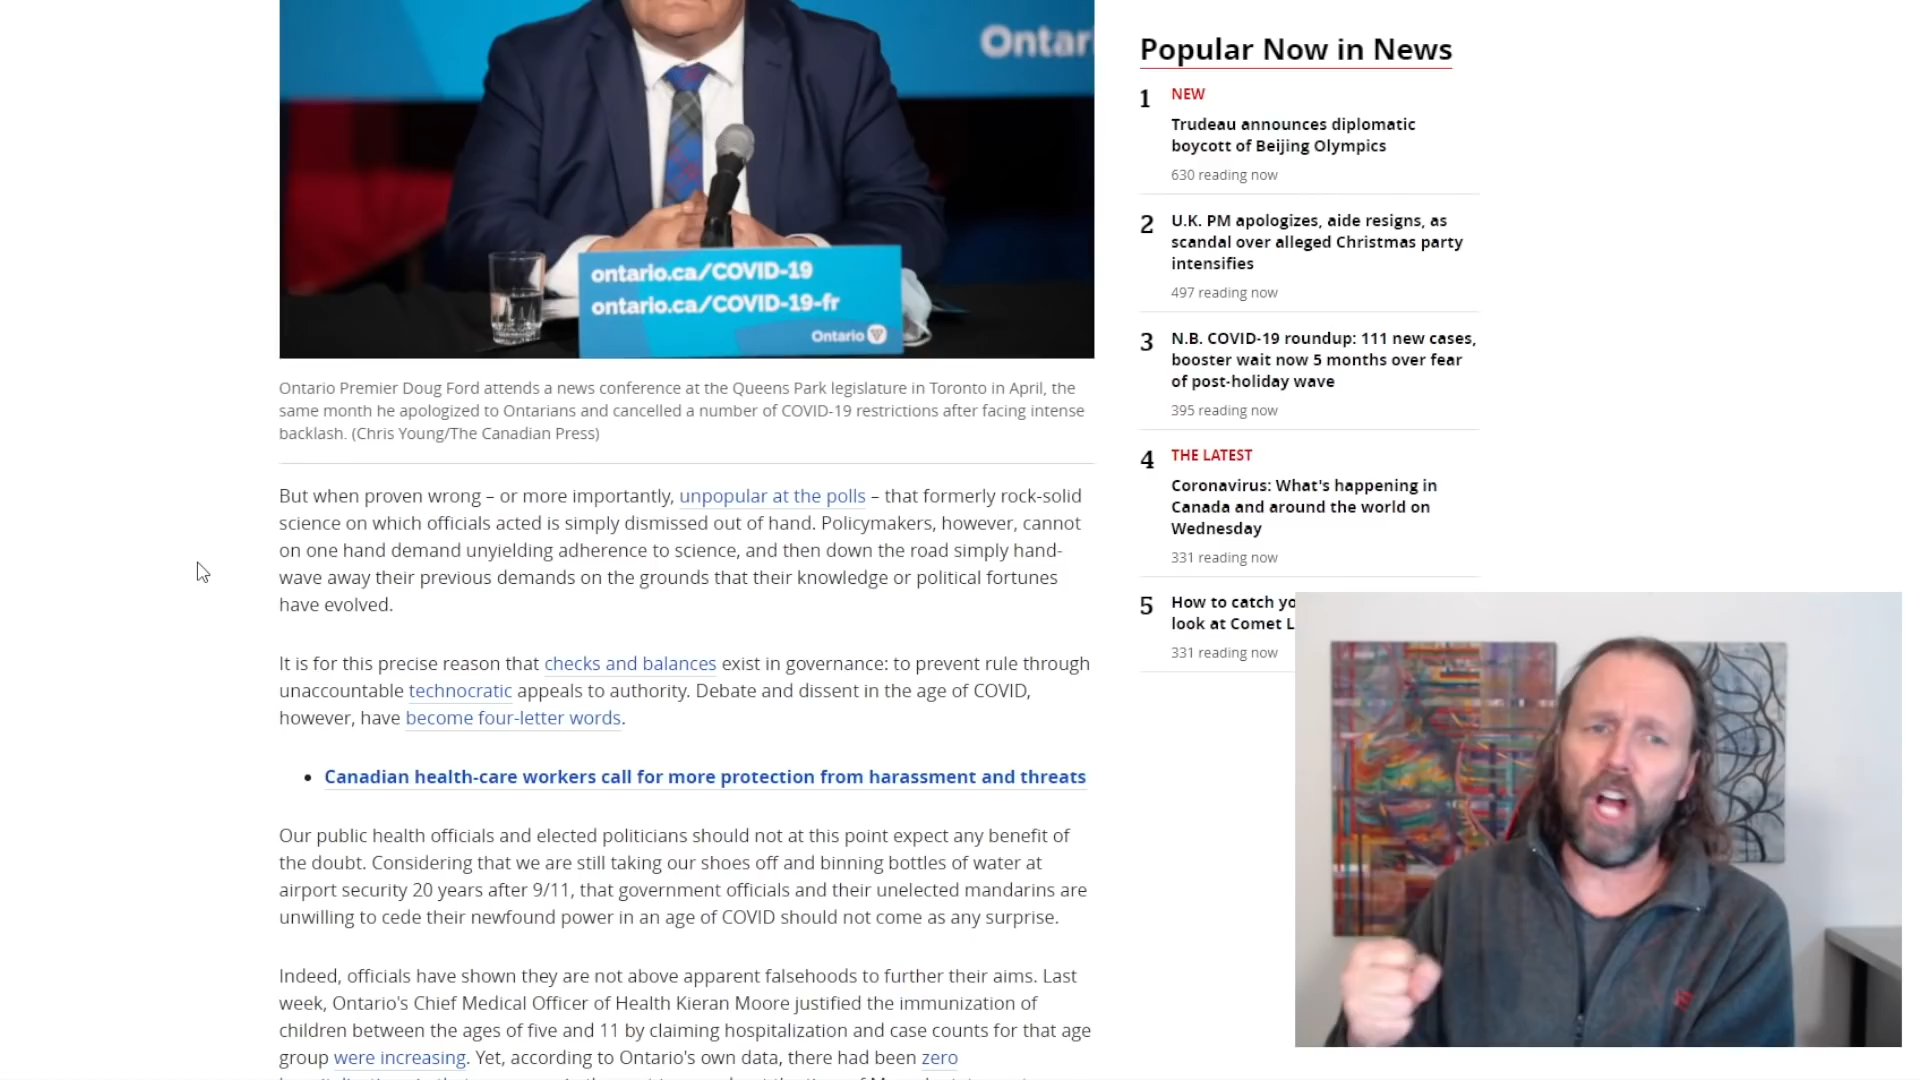 Ontar
ontario.ca/COVID-19
ontario.ca/COVID-19-fr
Ontario
Ontario Premier Doug Ford attends a news conference at the Queens Park legislature in Toronto in April, the
same month he apologized to Ontarians and cancelled a number of COVID-19 restrictions after facing intense
backlash. (Chris Young/The Canadian Press)
But when proven wrong – or more importantly, unpopular at the polls – that formerly rock-solid
science on which officials acted is simply dismissed out of hand. Policymakers, however, cannot
on one hand demand unyielding adherence to science, and then down the road simply hand-
wave away their previous demands on the grounds that their knowledge or political fortunes
have evolved.
It is for this precise reason that checks and balances exist in governance: to prevent rule through
unaccountable technocratic appeals to authority. Debate and dissent in the age of COVID,
however, have become four-letter words.
• Canadian health-care workers call for more protection from harassment and threats
Our public health officials and elected politicians should not at this point expect any benefit of
the doubt. Considering that we are still taking our shoes off and binning bottles of water at
airport security 20 years after 9/11, that government officials and their unelected mandarins are
unwilling to cede their newfound power in an age of COVID should not come as any surprise.
Indeed, officials have shown they are not above apparent falsehoods to further their aims. Last
week, Ontario's Chief Medical Officer of Health Kieran Moore justified the immunization of
children between the ages of five and 11 by claiming hospitalization and case counts for that age
group were increasing. Yet, according to Ontario's own data, there had been zero
Popular Now in News
1 NEW
Trudeau announces diplomatic
boycott of Beijing Olympics
630 reading now
2 U.K. PM apologizes, aide resigns, as
scandal over alleged Christmas party
intensifies
497 reading now
3 N.B. COVID-19 roundup: 111 new cases,
booster wait now 5 months over fear
of post-holiday wave
395 reading now
4 THE LATEST
Coronavirus: What's happening in
Canada and around the world on
Wednesday
331 reading now
5 How to catch yo
look at Comet L
331 reading now